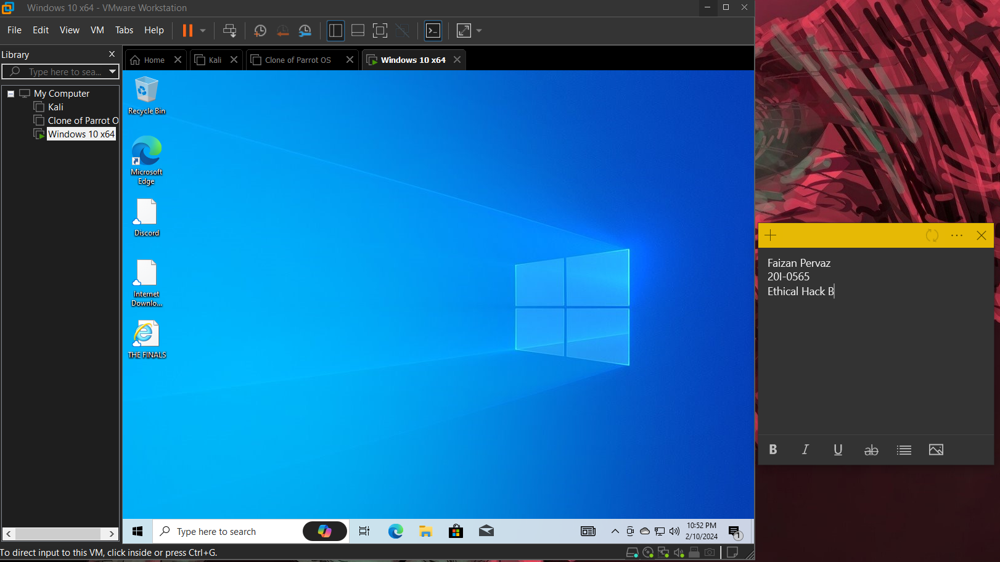 Windows 10 x64 - VMware Workstation
File Edit View VM Tabs Help
Library
Type here to sea...
My Computer
Kali
Clone of Parrot O
Windows 10 x64
Home
Kali
Clone of Parrot OS
Windows 10 x64
Recycle Bin
Microsoft
Edge
Discord
Internet
Downlo...
THE FINALS
Type here to search
10:52 PM
2/10/2024
1
To direct input to this VM, click inside or press Ctrl+G.
Faizan Pervaz
20I-0565
Ethical Hack B
B I U ab